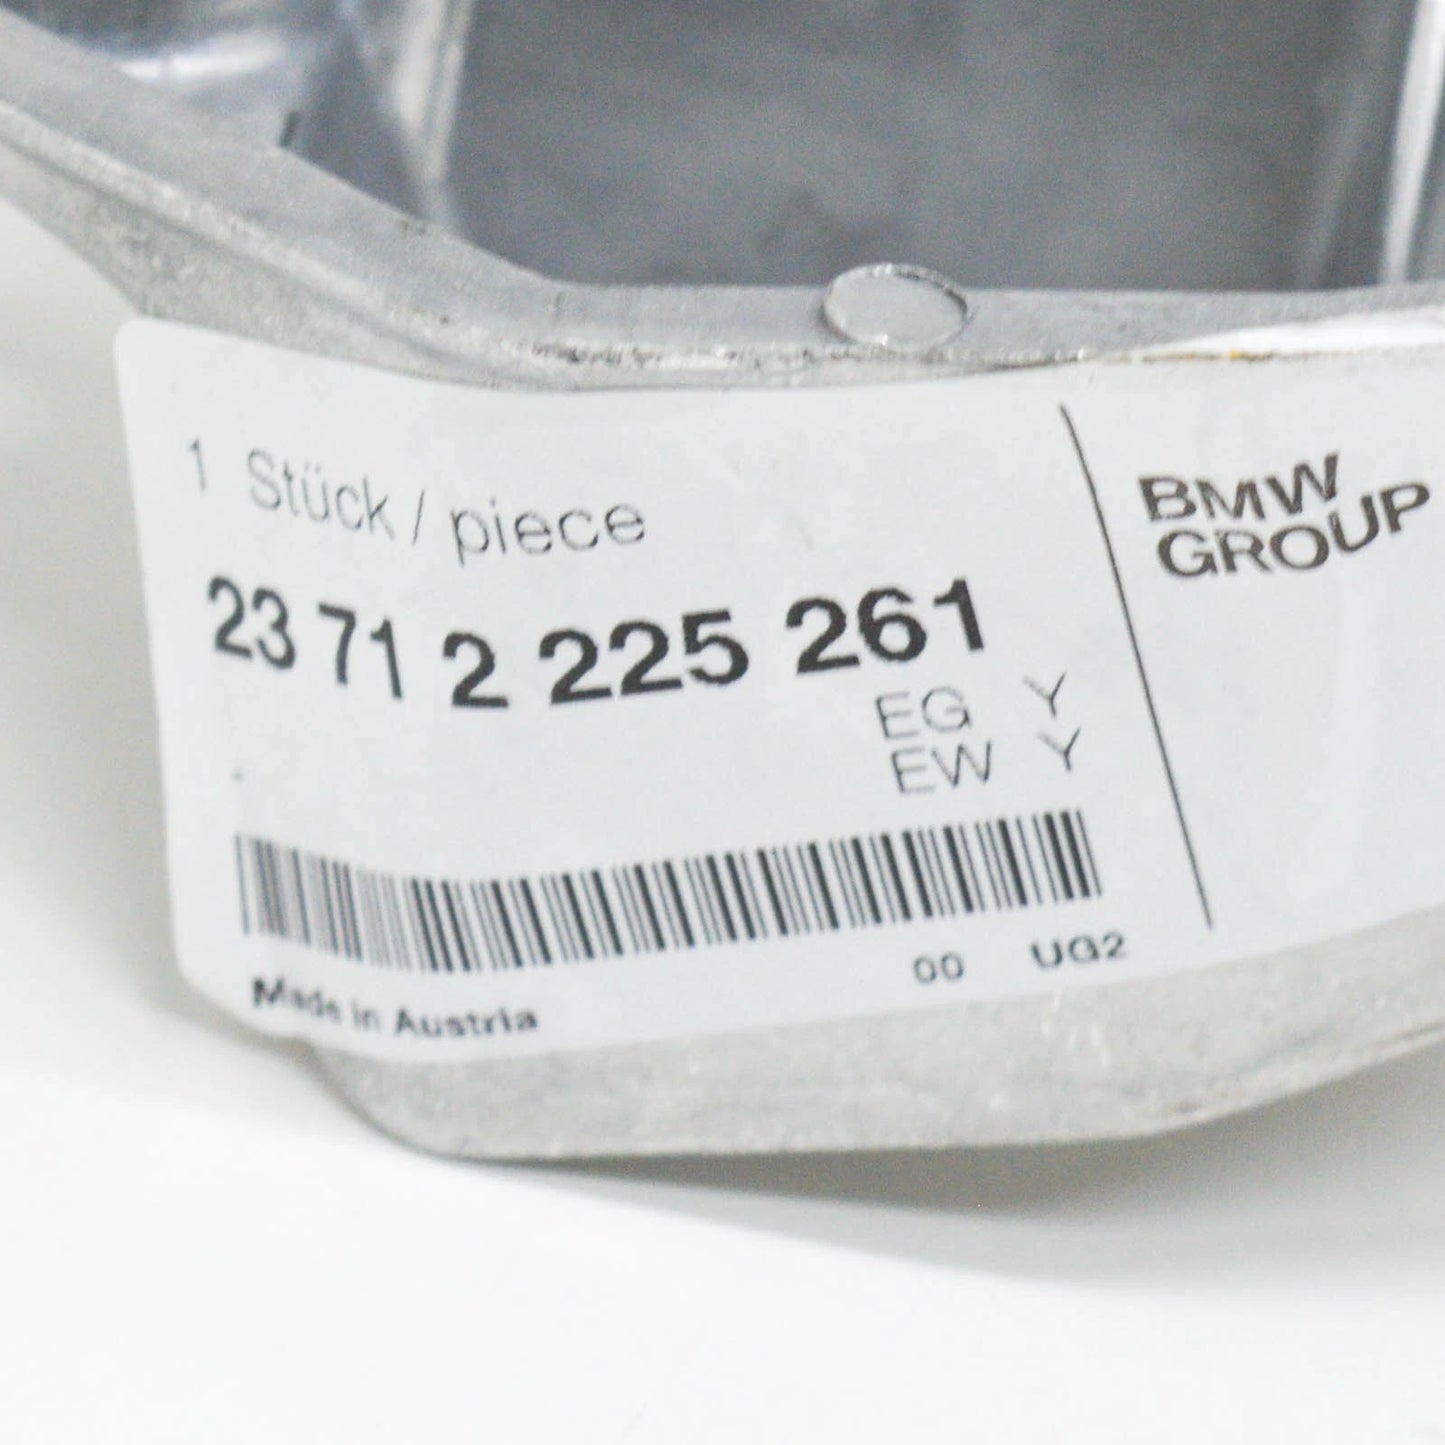 1 Stück / piece
23 71 2 225 261
EG Y
EW Y
00 UG2
Made in Austria
BMW
GROUP